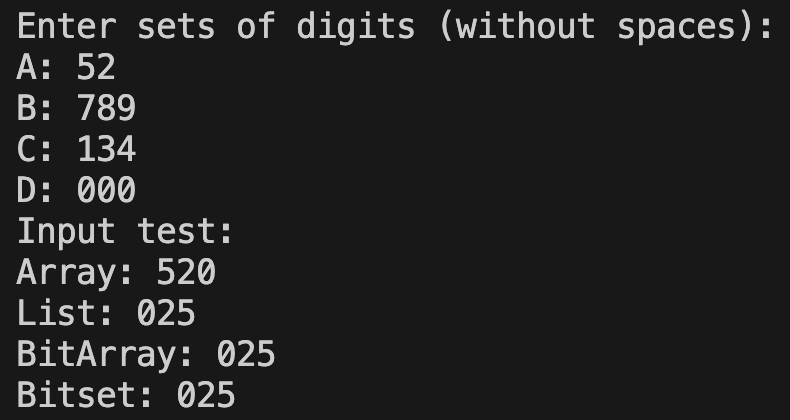 Enter sets of digits (without spaces):
A: 52
B: 789
C: 134
D: 000
Input test:
Array: 520
List: 025
BitArray: 025
Bitset: 025